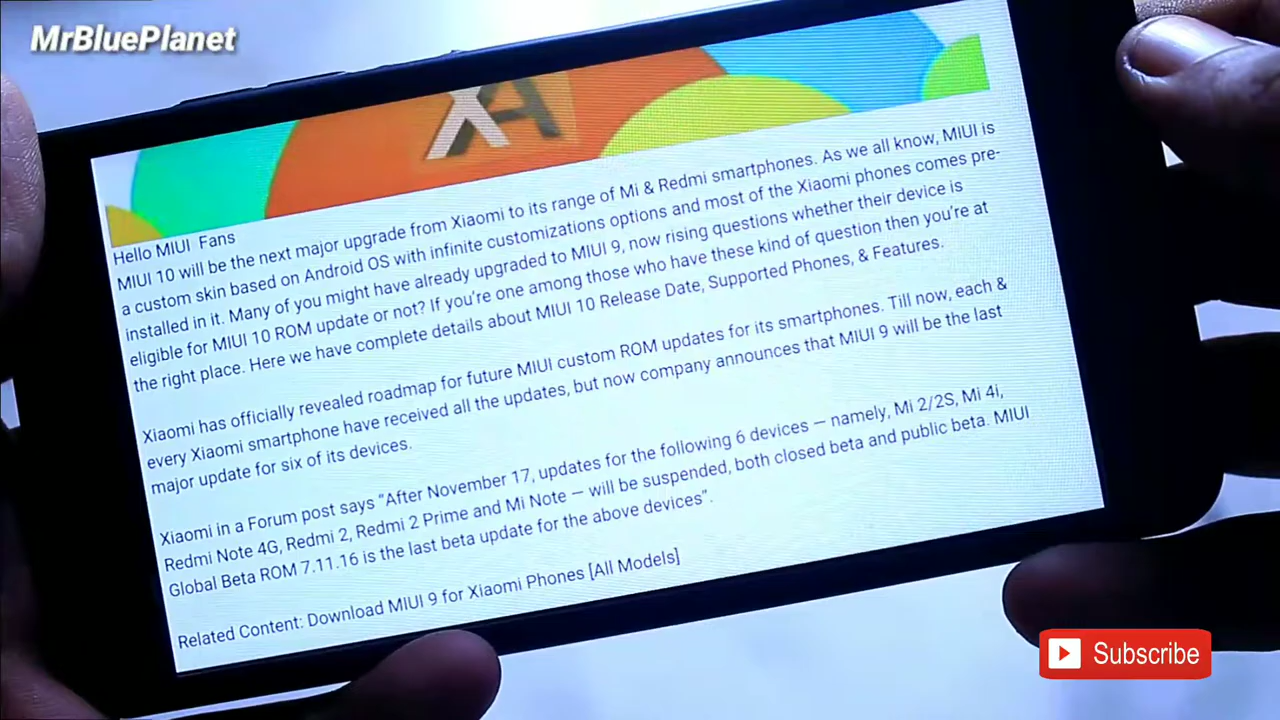 MrBluePlanet
XA
Hello MIUI Fans
MIUI 10 will be the next major upgrade from Xiaomi to its range of Mi & Redmi smartphones. As we all know, MIUI is
a custom skin based on Android OS with infinite customizations options and most of the Xiaomi phones comes pre-
installed in it. Many of you might have already upgraded to MIUI 9, now rising questions whether their device is
eligible for MIUI 10 ROM update or not? If you're one among those who have these kind of question then you're at
the right place. Here we have complete details about MIUI 10 Release Date, Supported Phones, & Features.
Xiaomi has officially revealed roadmap for future MIUI custom ROM updates for its smartphones. Till now, each &
every Xiaomi smartphone have received all the updates, but now company announces that MIUI 9 will be the last
major update for six of its devices.
Xiaomi in a Forum post says “After November 17, updates for the following 6 devices — namely, Mi 2/2S, Mi 4i,
Redmi Note 4G, Redmi 2, Redmi 2 Prime and Mi Note — will be suspended, both closed beta and public beta. MIUI
Global Beta ROM 7.11.16 is the last beta update for the above devices”.
Related Content: Download MIUI 9 for Xiaomi Phones [All Models]
Subscribe